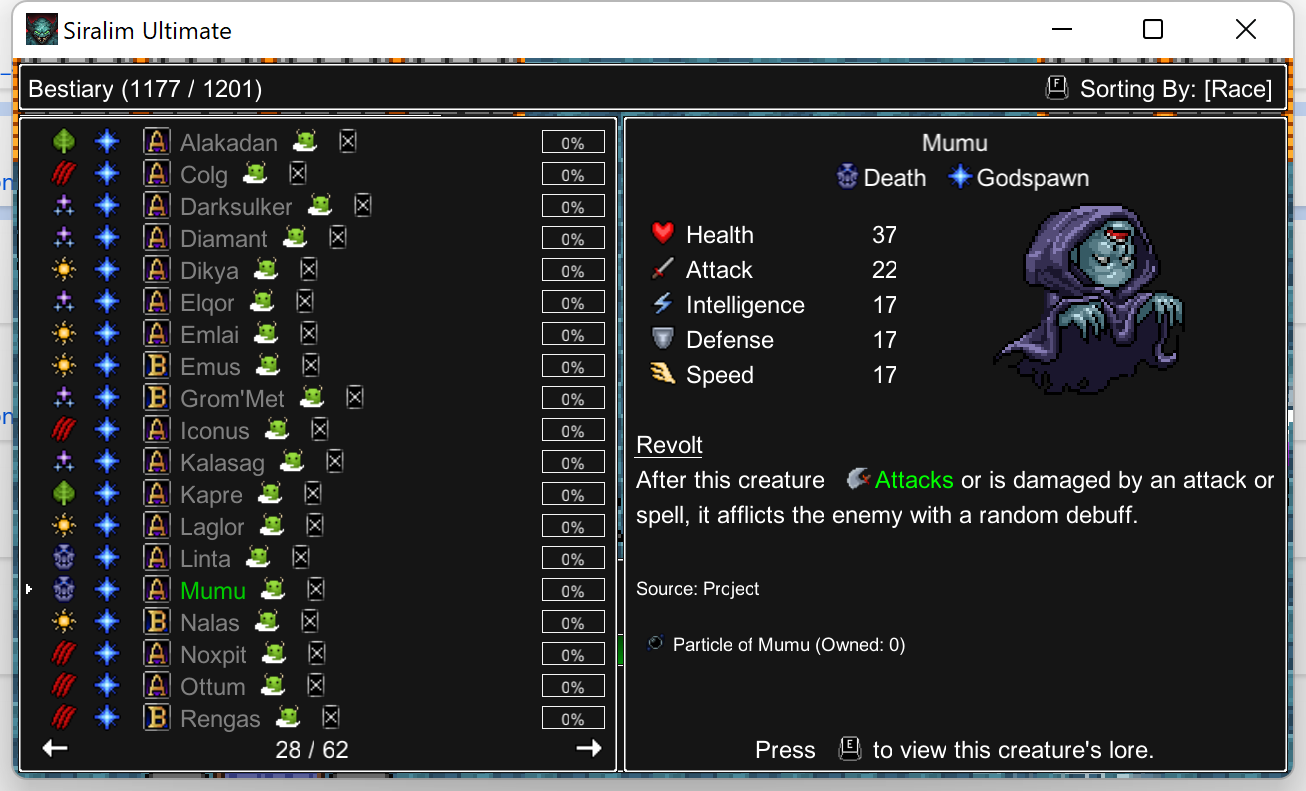 Siralim Ultimate
Bestiary (1177 / 1201)
F Sorting By: [Race]
A Alakadan 0%
A Colg 0%
A Darksulker 0%
A Diamant 0%
A Dikya 0%
A Elqor 0%
A Emlai 0%
B Emus 0%
B Grom'Met 0%
A Iconus 0%
A Kalasag 0%
A Kapre 0%
A Laglor 0%
A Linta 0%
A Mumu 0%
B Nalas 0%
A Noxpit 0%
A Ottum 0%
B Rengas 0%
28 / 62
Mumu
Death Godspawn
Health 37
Attack 22
Intelligence 17
Defense 17
Speed 17
Revolt
After this creature Attacks or is damaged by an attack or
spell, it afflicts the enemy with a random debuff.
Source: Project
Particle of Mumu (Owned: 0)
Press E to view this creature's lore.